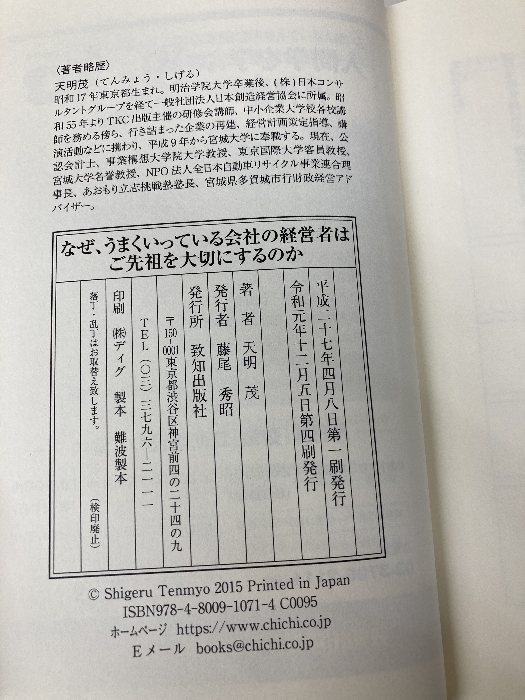 〈著者略歴〉
天明茂（てんみょう・しげる）
昭和17年東京都生まれ。明治学院大学卒業後、(株)日本コンサ
ルタントグループを経て一般社団法人日本創造経営協会に所属。昭
和55年よりTKC出版主催の研修会講師、中小企業大学校各校講
師を務める傍ら、行き詰まった企業の再建、経営計画策定指導、講
演活動などに携わり、平成9年から宮城大学に奉職する。現在、公
認会計士、事業構想大学院大学教授、東京国際大学客員教授、
宮城大学名誉教授、NPO法人全日本自動車リサイクル事業連合理
事長、あおもり立志挑戦塾塾長、宮城県多賀城市行財政経営アド
バイザー。
なぜ、うまくいっている会社の経営者は
ご先祖を大切にするのか
平成二十七年四月八日第一刷発行
令和元年十二月五日第四刷発行
著者 天明 茂
発行者 藤尾 秀昭
発行所 致知出版社
〒150-0001東京都渋谷区神宮前四の二十四の九
TEL（〇三）三七九六―二一一一
印刷 ㈱ディグ 製本 難波製本
落丁・乱丁はお取替え致します。 （検印廃止）
© Shigeru Tenmyo 2015 Printed in Japan
ISBN978-4-8009-1071-4 C0095
ホームページ https://www.chichi.co.jp
Eメール books@chichi.co.jp